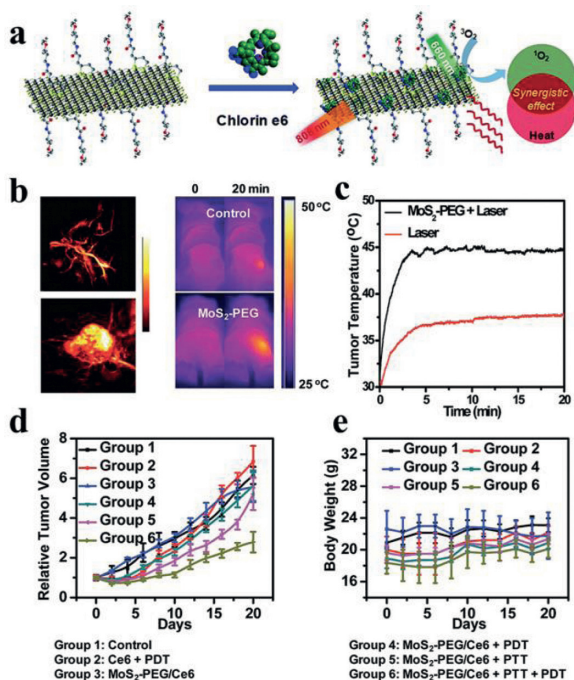 a
Chlorin e6
808 nm
660 nm
³O₂
¹O₂
Synergistic
effect
Heat
b
0 20 min
Control
MoS₂-PEG
50 °C
25 °C
c
Tumor Temperature (°C)
45
40
35
30
MoS₂-PEG + Laser
Laser
0 5 10 15 20
Time (min)
d
Relative Tumor Volume
8
6
4
2
0
Group 1
Group 2
Group 3
Group 4
Group 5
Group 6
0 5 10 15 20
Days
Group 1: Control
Group 2: Ce6 + PDT
Group 3: MoS₂-PEG/Ce6
e
Body Weight (g)
28
24
20
16
Group 1 Group 2
Group 3 Group 4
Group 5 Group 6
0 5 10 15 20
Days
Group 4: MoS₂-PEG/Ce6 + PDT
Group 5: MoS₂-PEG/Ce6 + PTT
Group 6: MoS₂-PEG/Ce6 + PTT + PDT